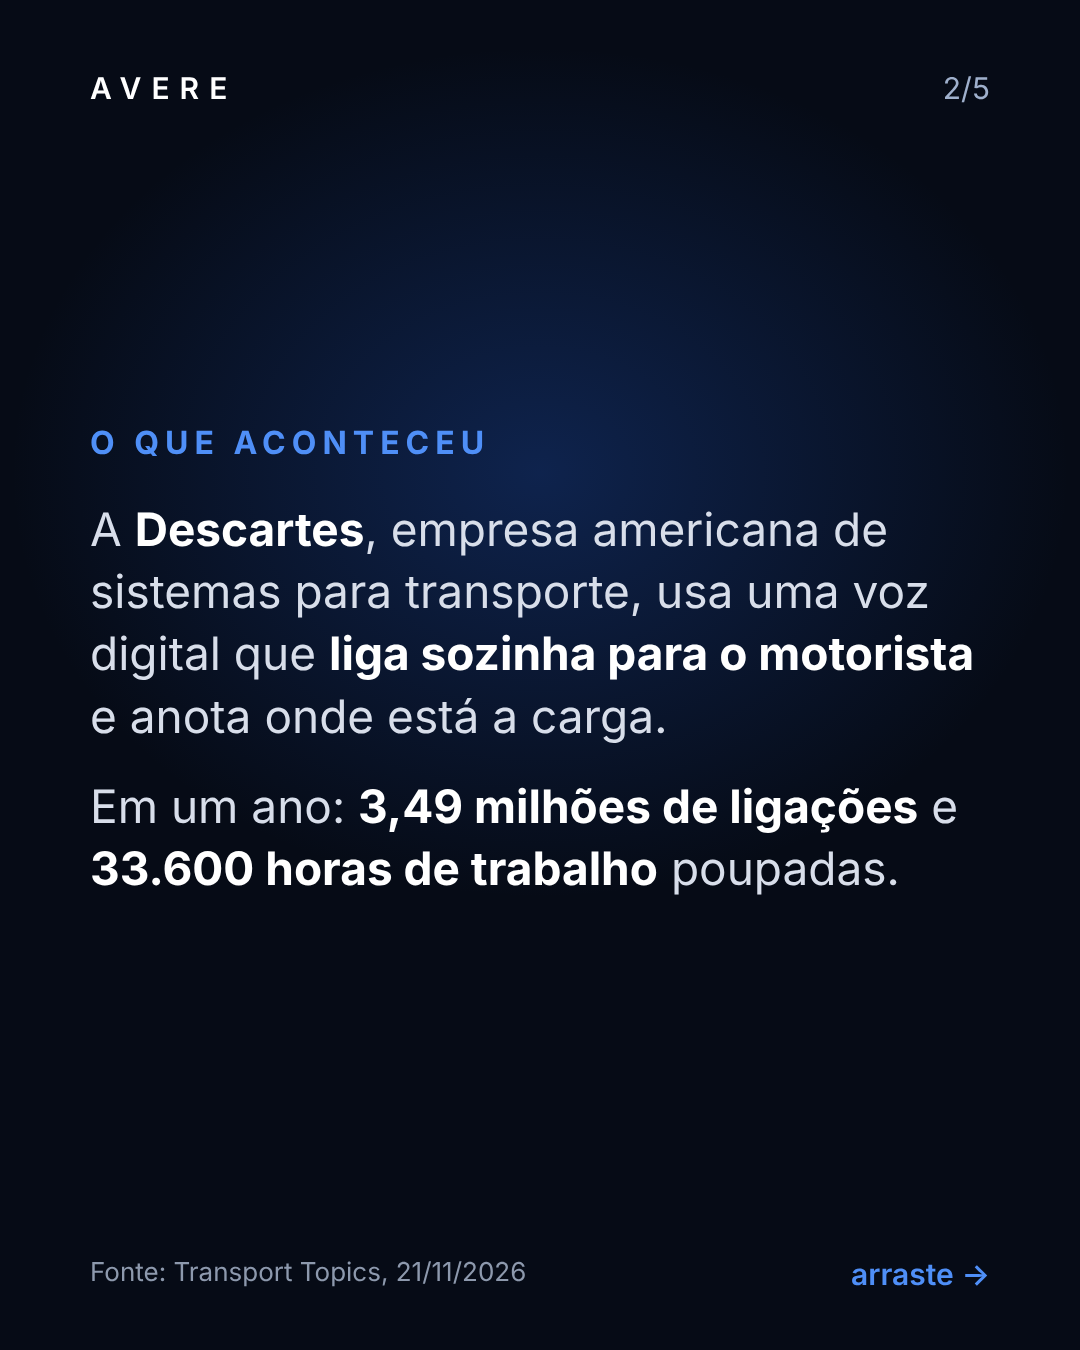 AVERE
2/5
O QUE ACONTECEU
A Descartes, empresa americana de
sistemas para transporte, usa uma voz
digital que liga sozinha para o motorista
e anota onde está a carga.
Em um ano: 3,49 milhões de ligações e
33.600 horas de trabalho poupadas.
Fonte: Transport Topics, 21/11/2026
arraste →